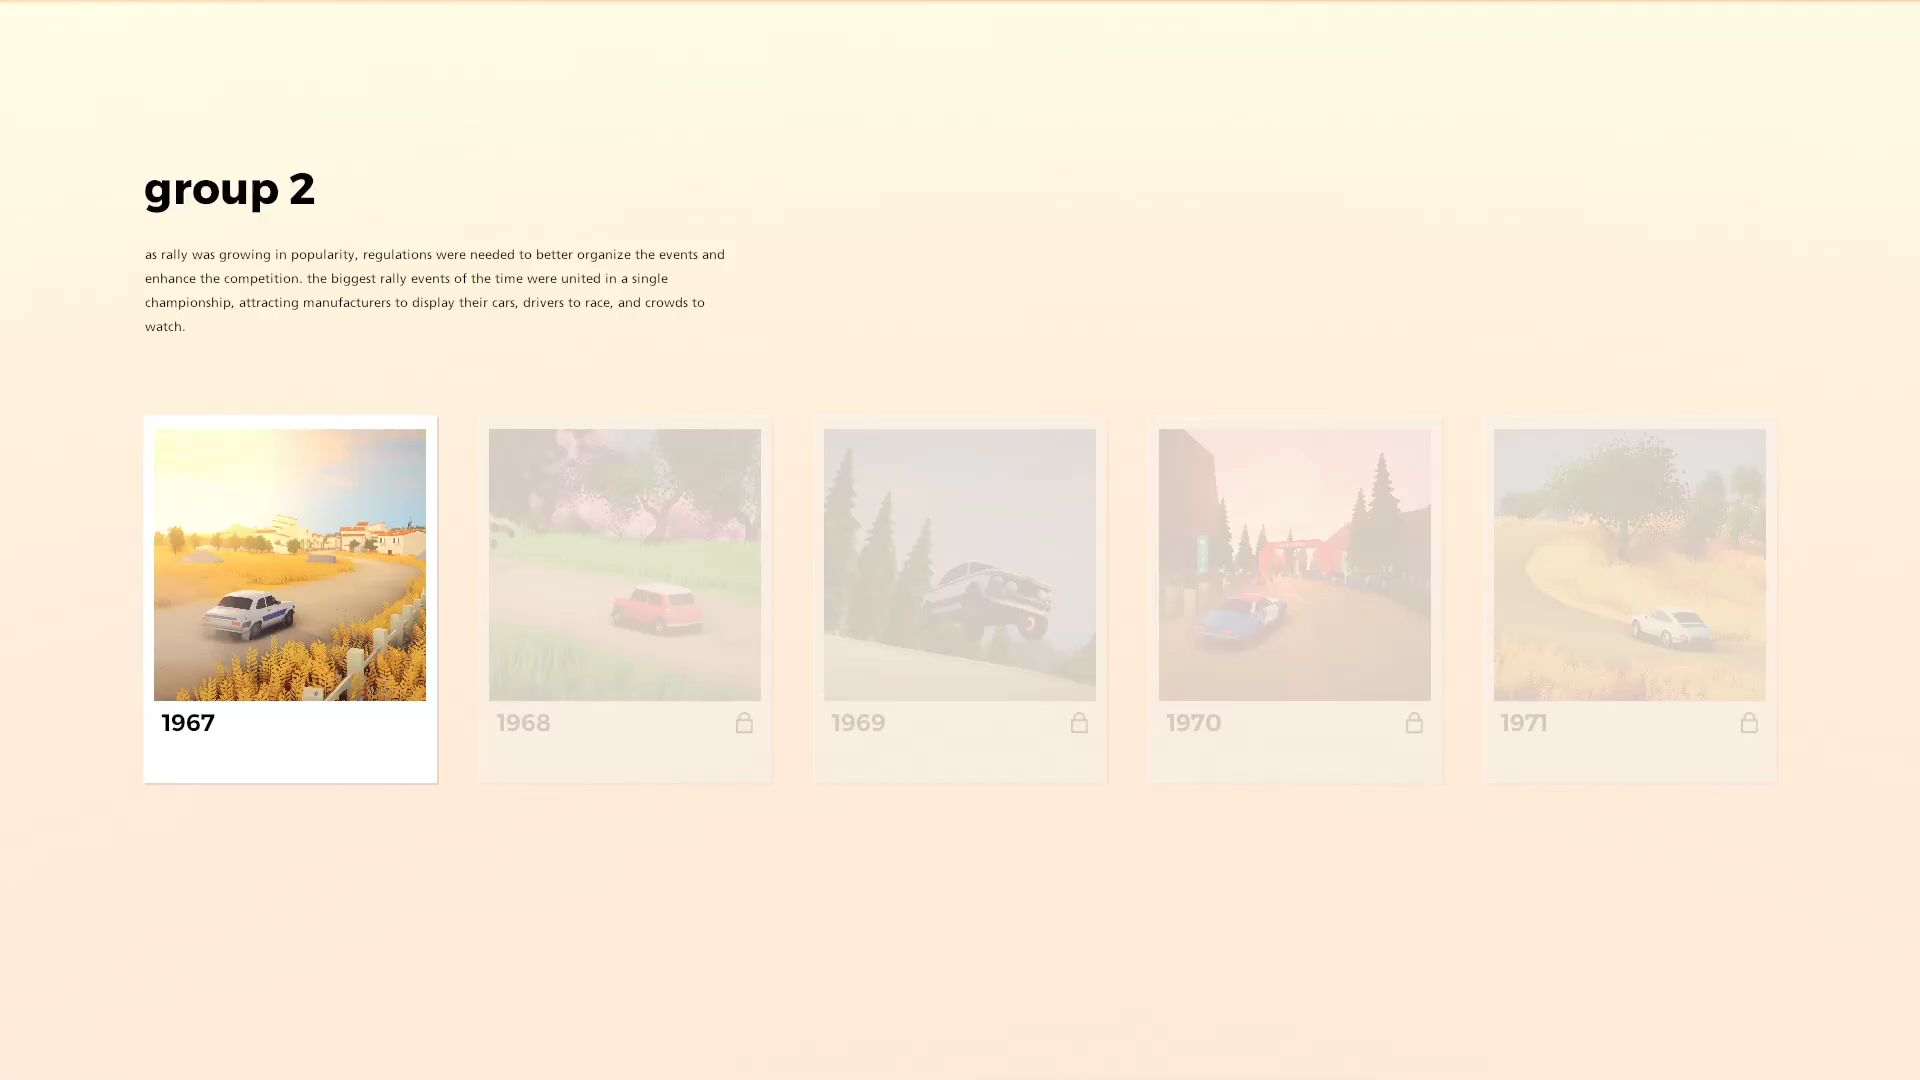 group 2
as rally was growing in popularity, regulations were needed to better organize the events and
enhance the competition. the biggest rally events of the time were united in a single
championship, attracting manufacturers to display their cars, drivers to race, and crowds to
watch.
1967
1968
1969
1970
1971